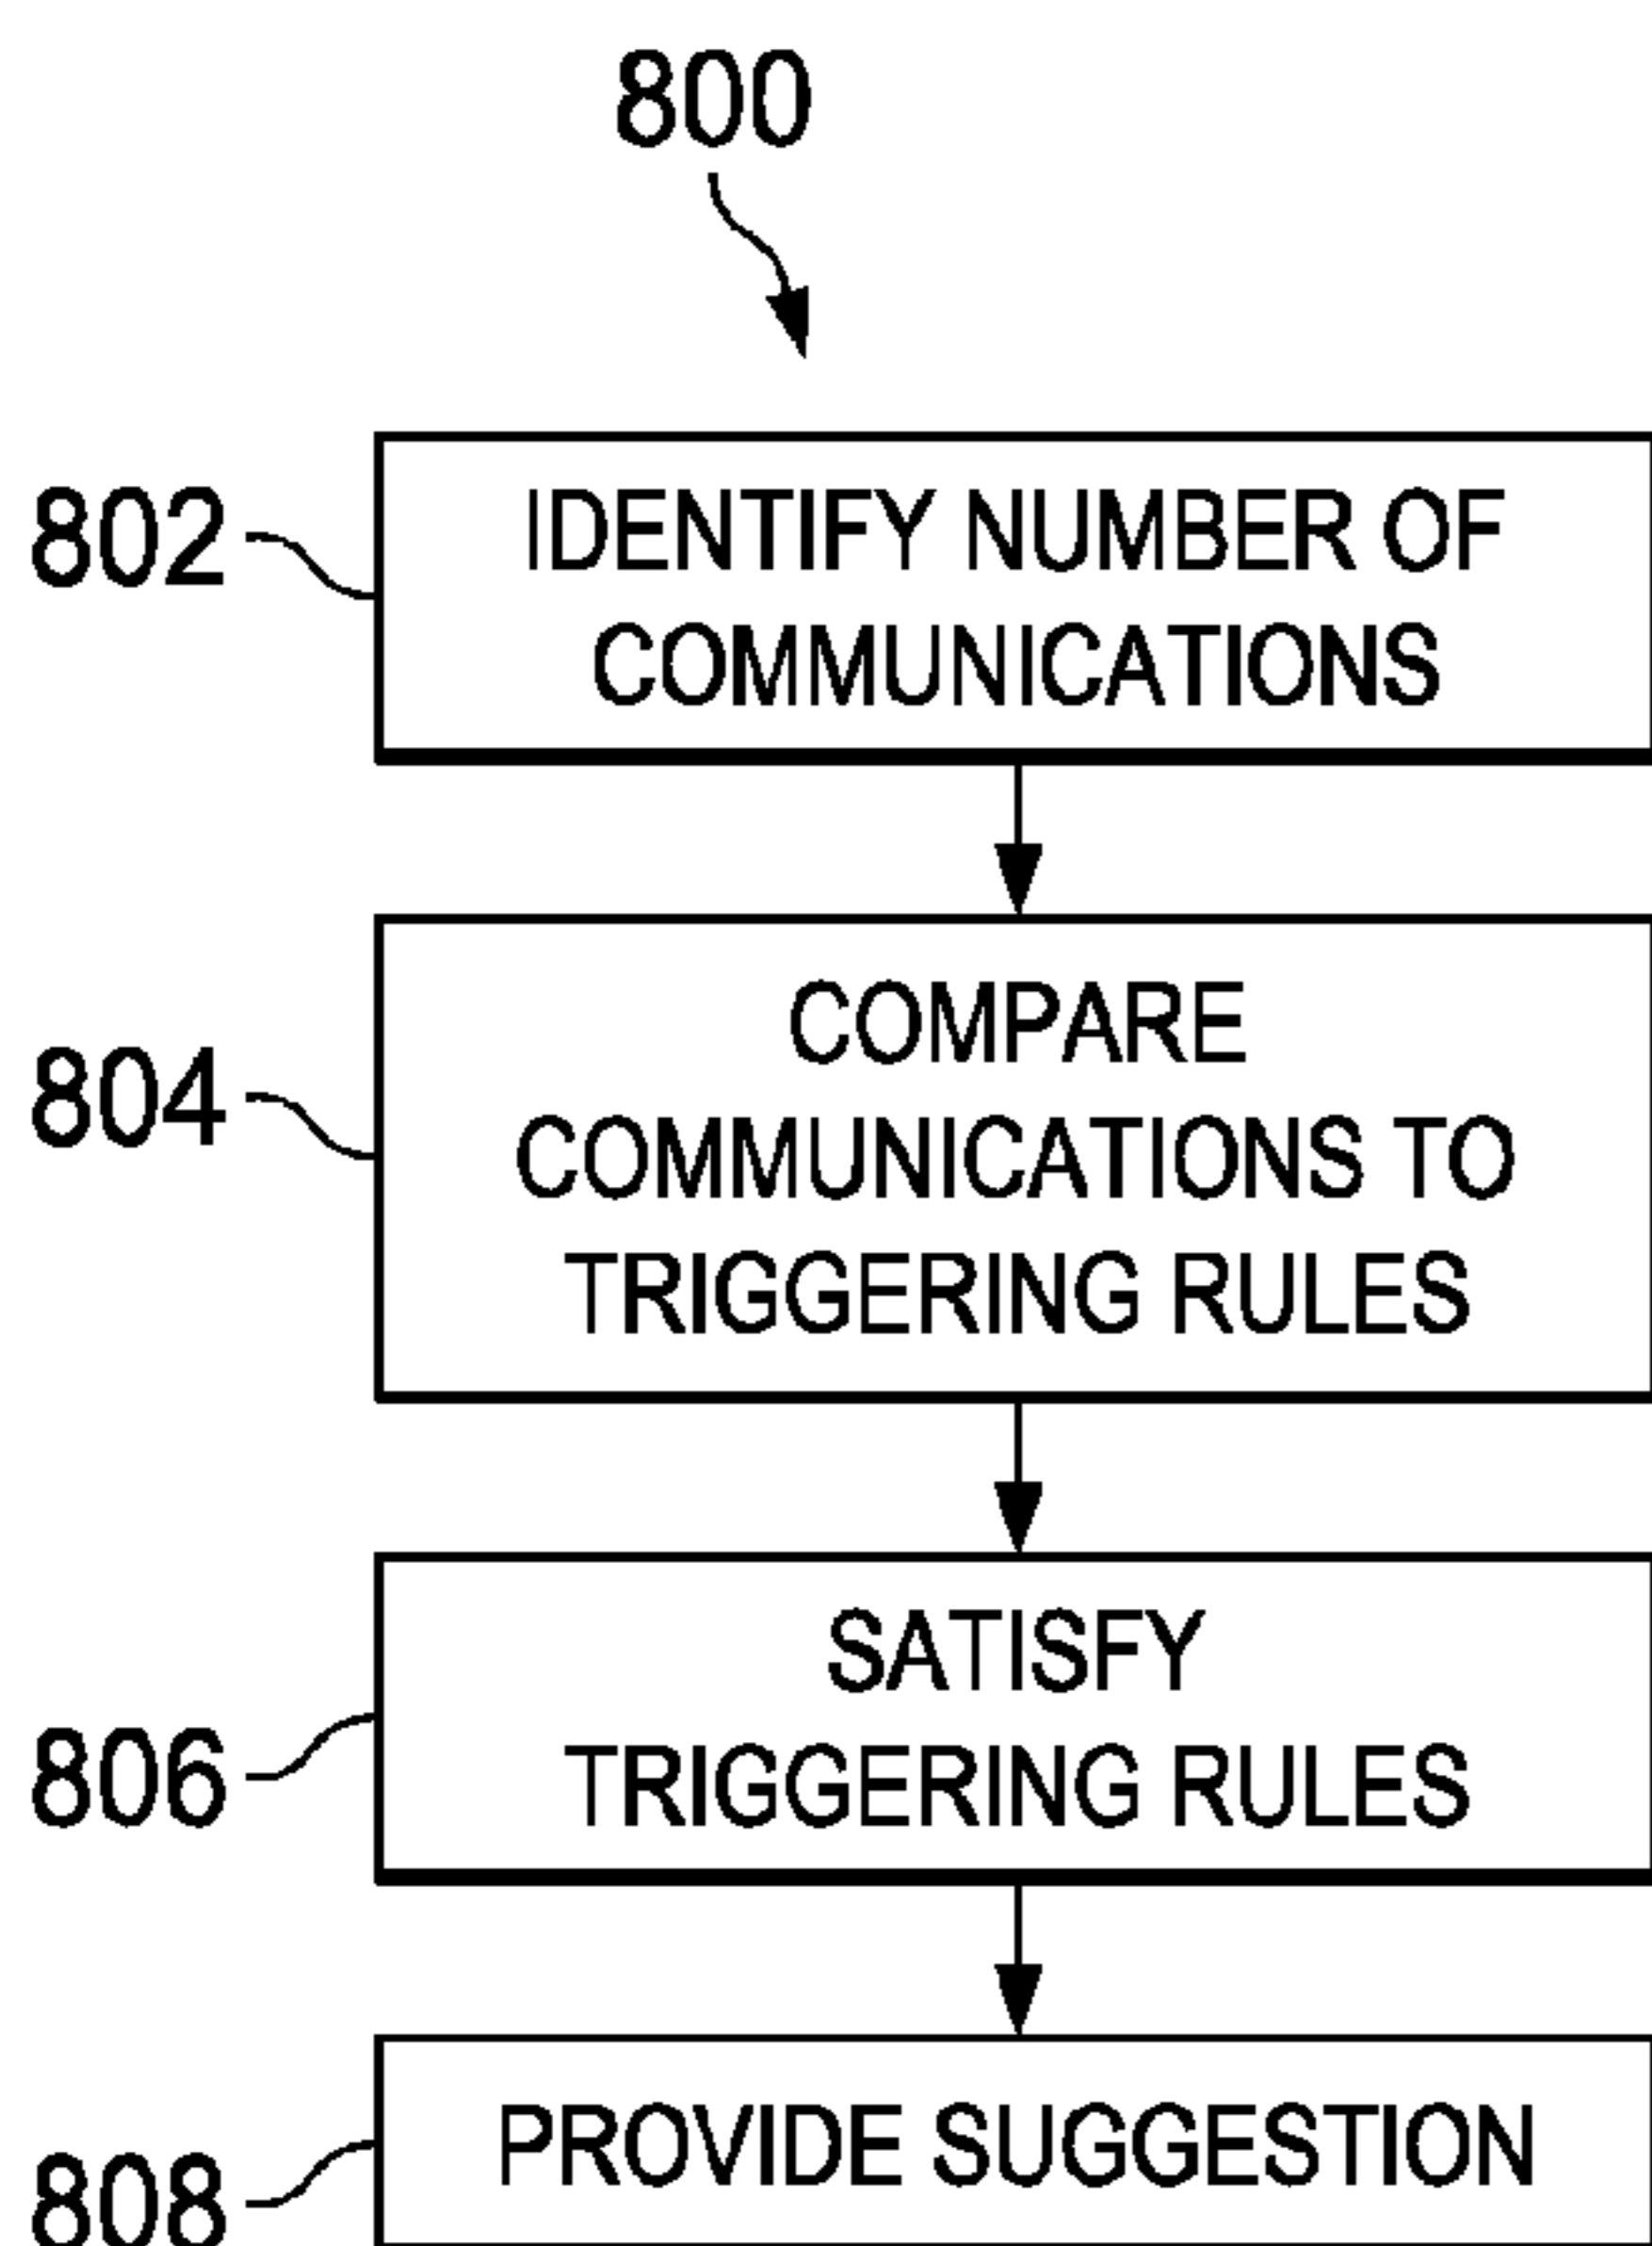 800
802
IDENTIFY NUMBER OF
COMMUNICATIONS
804
COMPARE
COMMUNICATIONS TO
TRIGGERING RULES
806
SATISFY
TRIGGERING RULES
808
PROVIDE SUGGESTION